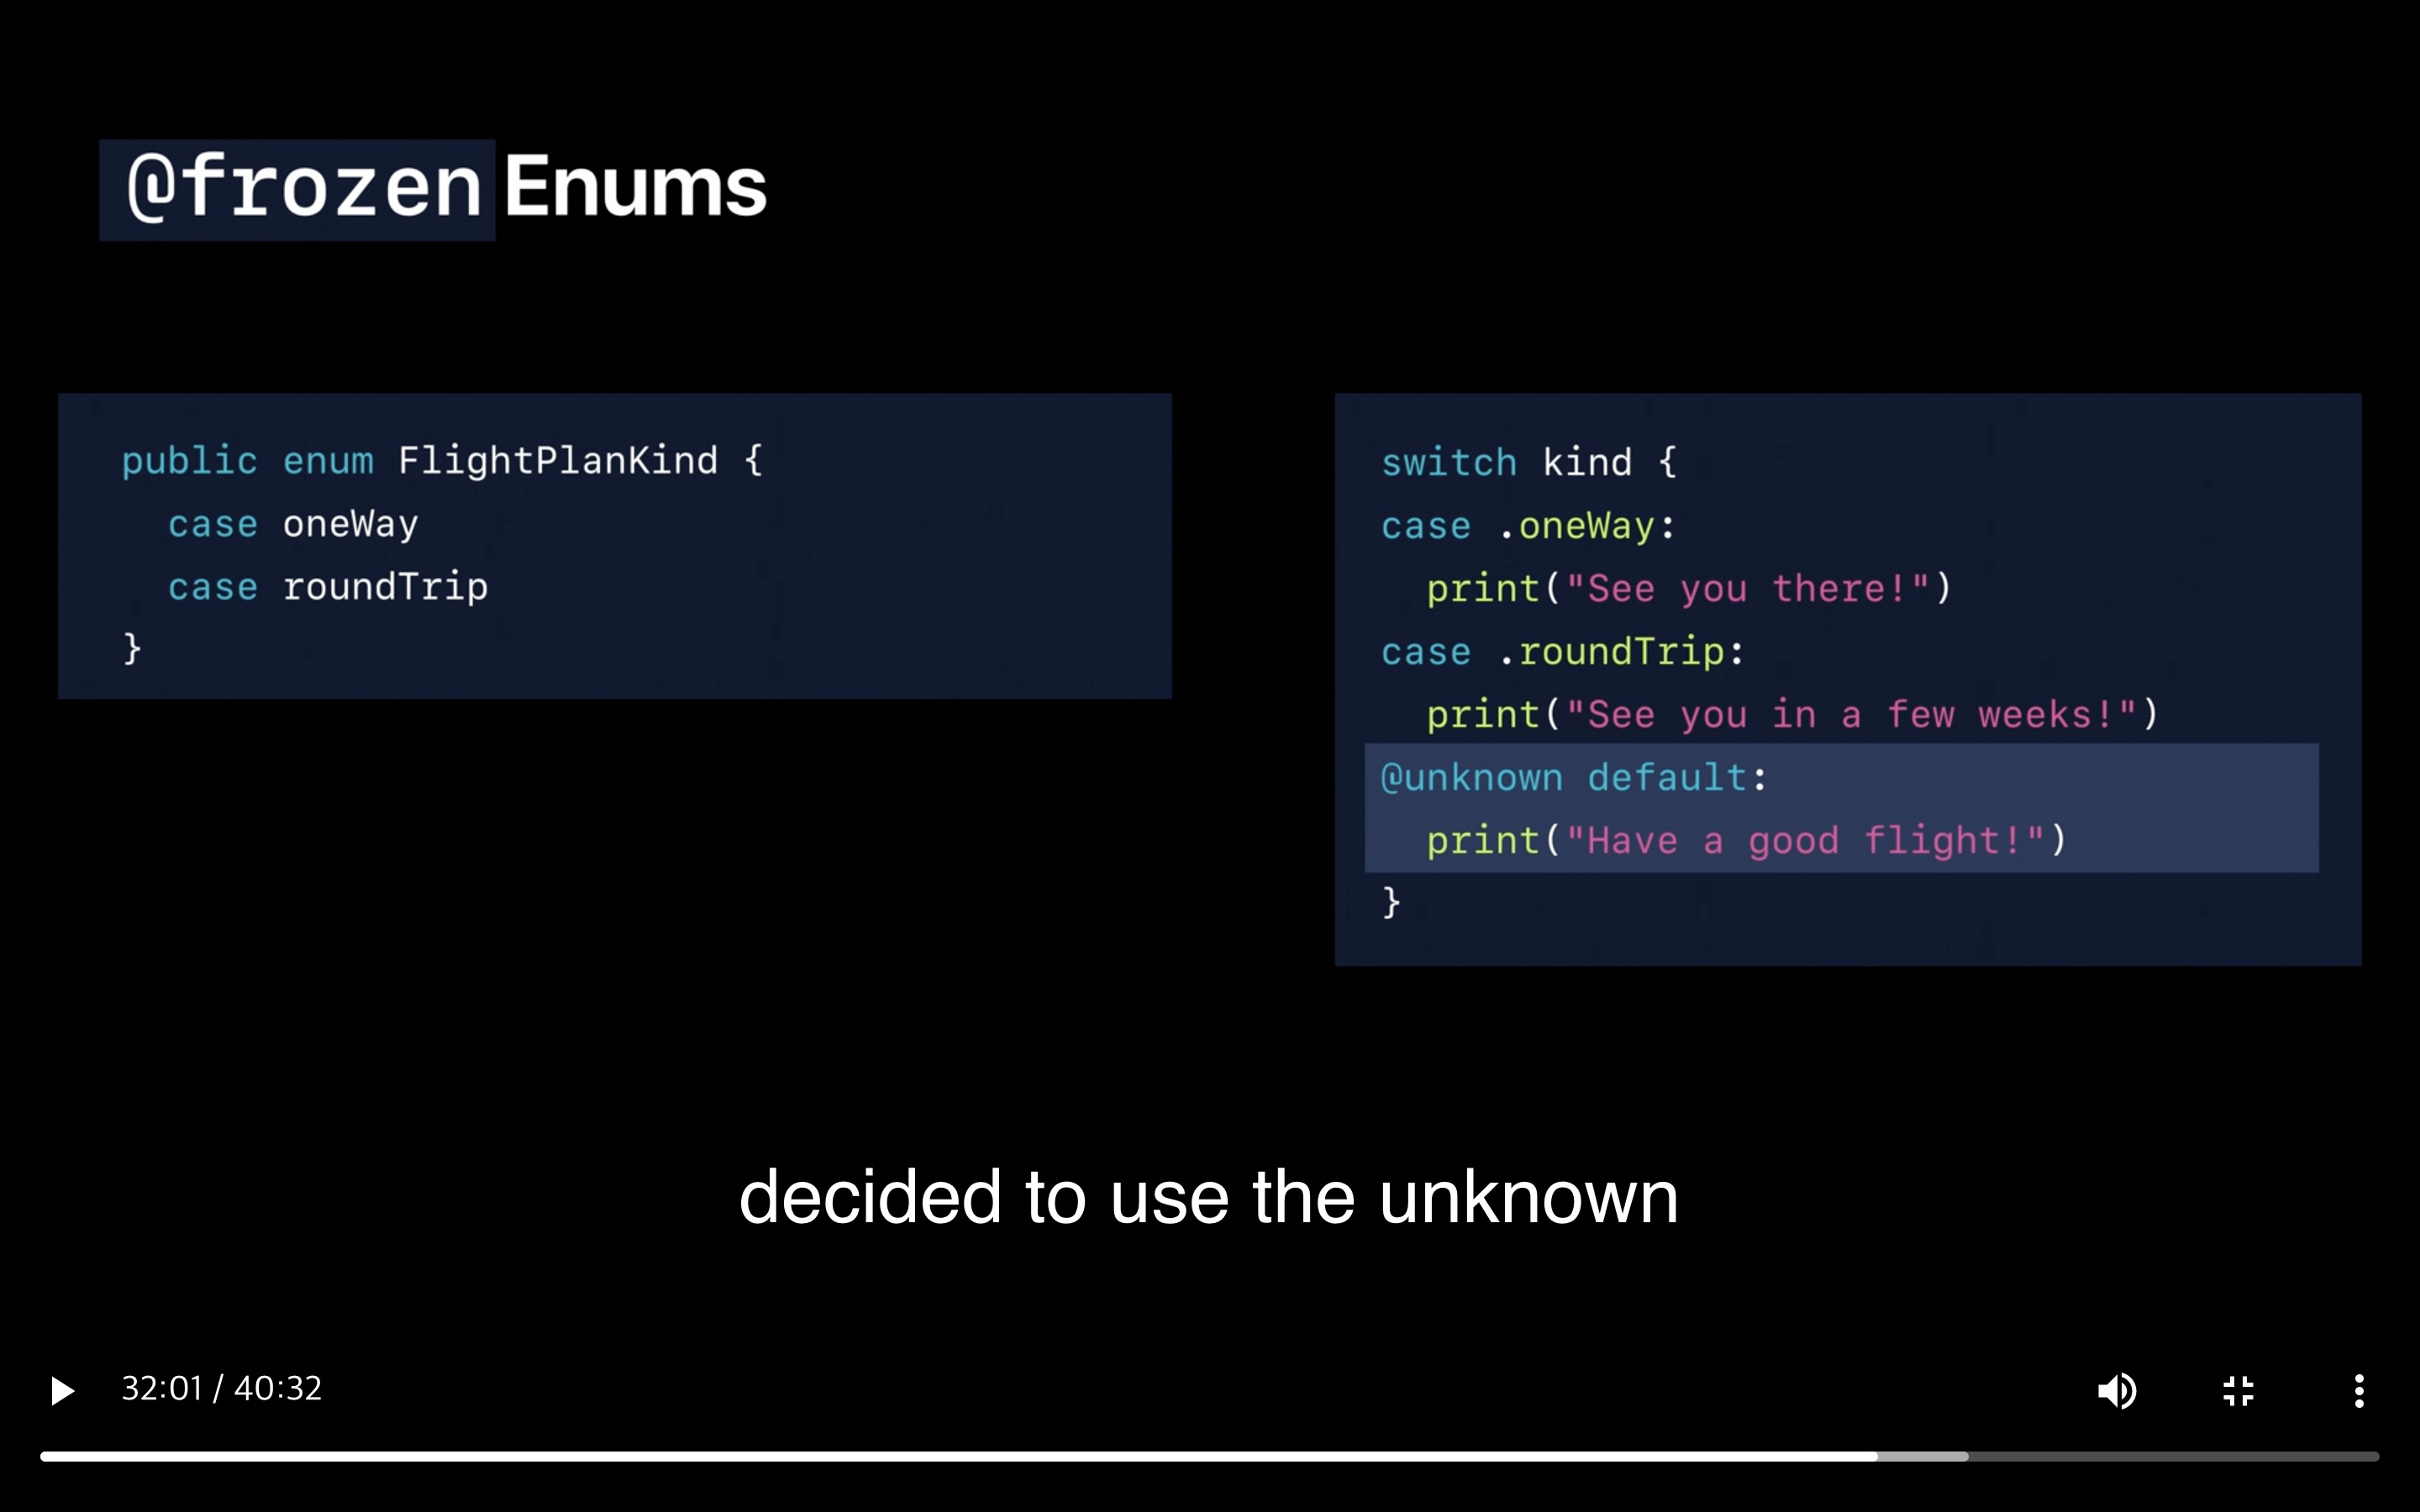 @frozen Enums
public enum FlightPlanKind {
  case oneWay
  case roundTrip
}
switch kind {
case .oneWay:
  print("See you there!")
case .roundTrip:
  print("See you in a few weeks!")
@unknown default:
  print("Have a good flight!")
}
decided to use the unknown
32:01 / 40:32